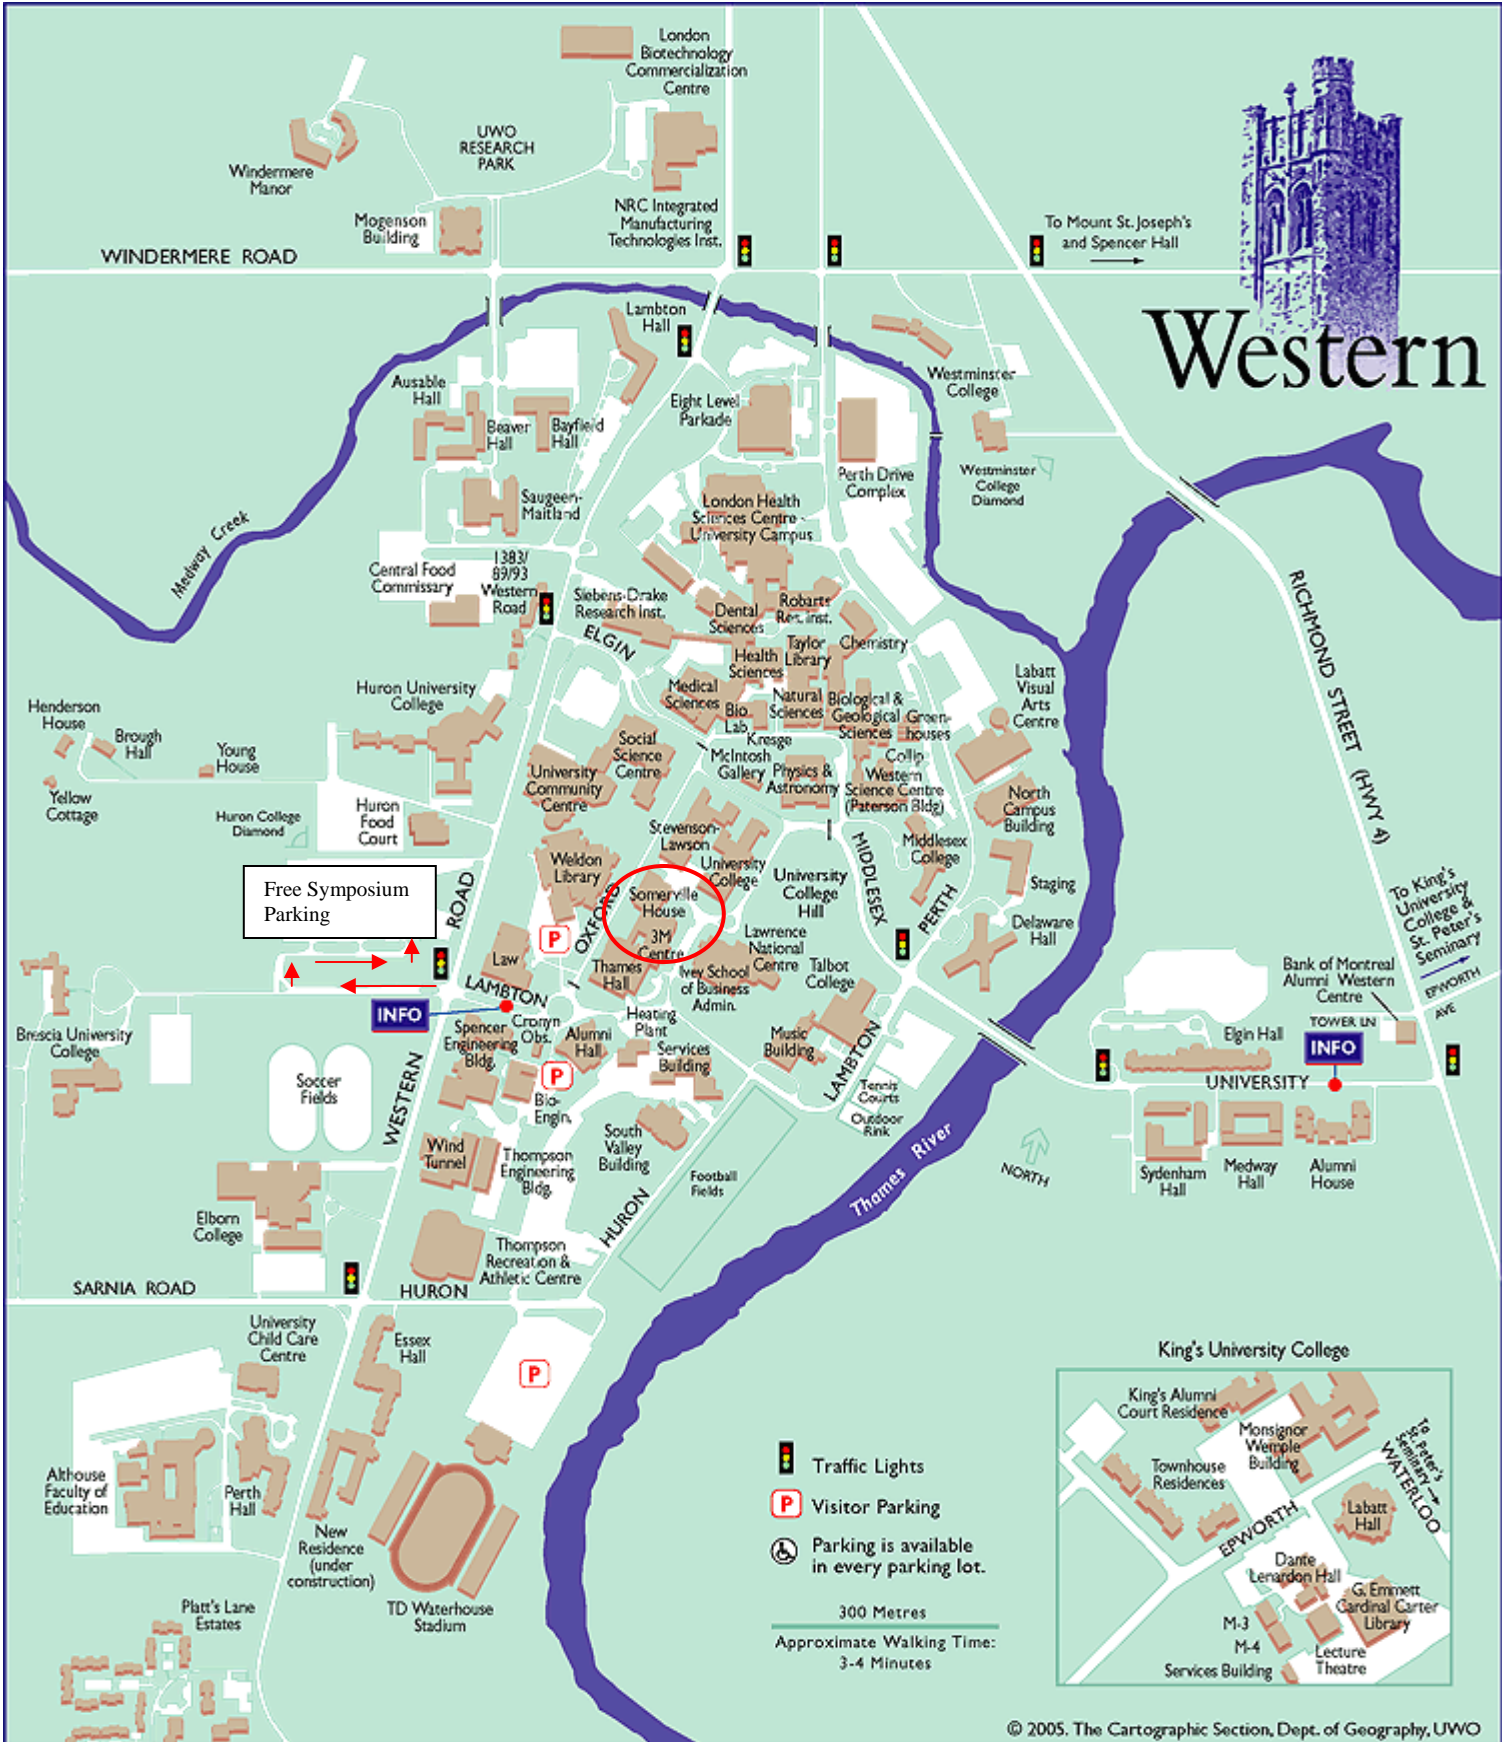 London
Biotechnology
Commercialization
Centre
UWO
RESEARCH
PARK
Windermere
Manor
Mogenson
Building
NRC Integrated
Manufacturing
Technologies Inst.
To Mount St. Joseph's
and Spencer Hall
WINDERMERE ROAD
Western
Lambton
Hall
Ausable
Hall
Beaver
Hall
Bayfield
Hall
Eight Level
Parkade
Westminster
College
Perth Drive
Complex
Westminster
College
Diamond
Saugeen-
Maitland
London Health
Sciences Centre -
University Campus
Medway Creek
Central Food
Commissary
1383/
89/93
Western
Road
Siebens-Drake
Research Inst.
ELGIN
Dental
Sciences
Robarts
Res. Inst.
Chemistry
Taylor
Library
Health
Sciences
Medical
Sciences
Natural
Sciences
Biological &
Geological
Sciences
Green-
houses
Labatt
Visual
Arts
Centre
RICHMOND STREET (HWY 4)
Huron University
College
Henderson
House
Brough
Hall
Young
House
Yellow
Cottage
Huron College
Diamond
Huron
Food
Court
Social
Science
Centre
University
Community
Centre
Bio.
Lab
Kresge
McIntosh
Gallery
Physics &
Astronomy
Collip
Western
Science Centre
(Paterson Bldg)
North
Campus
Building
Stevenson-
Lawson
University
College
University
College
Hill
MIDDLESEX
Middlesex
College
PERTH
Staging
Delaware
Hall
Weldon
Library
OXFORD
Somerville
House
3M
Centre
Free Symposium
Parking
ROAD
Law
P
Thames
Hall
Ivey School
of Business
Admin.
Lawrence
National
Centre
Talbot
College
To King's
University
College &
St. Peter's
Seminary
EPWORTH
AVE
Bank of Montreal
Alumni Western
Centre
TOWER LN
Elgin Hall
INFO
UNIVERSITY
Brescia University
College
INFO
LAMBTON
Spencer
Engineering
Bldg.
Cronyn
Obs.
Alumni
Hall
Heating
Plant
Services
Building
Music
Building
LAMBTON
Tennis
Courts
Outdoor
Rink
Soccer
Fields
WESTERN
P
Bio-
Engin.
South
Valley
Building
Wind
Tunnel
Thompson
Engineering
Bldg.
Football
Fields
HURON
Thames River
NORTH
Sydenham
Hall
Medway
Hall
Alumni
House
Elborn
College
Thompson
Recreation &
Athletic Centre
SARNIA ROAD
HURON
University
Child Care
Centre
Essex
Hall
P
Althouse
Faculty of
Education
Perth
Hall
New
Residence
(under
construction)
TD Waterhouse
Stadium
Platt's Lane
Estates
Traffic Lights
P Visitor Parking
Parking is available
in every parking lot.
300 Metres
Approximate Walking Time:
3-4 Minutes
King's University College
King's Alumni
Court Residence
Monsignor
Wemple
Building
Townhouse
Residences
To
St. Peter's
Seminary
WATERLOO
Labatt
Hall
EPWORTH
Dante
Lenardon Hall
G. Emmett
Cardinal Carter
Library
M-3
M-4
Services Building
Lecture
Theatre
© 2005. The Cartographic Section, Dept. of Geography, UWO